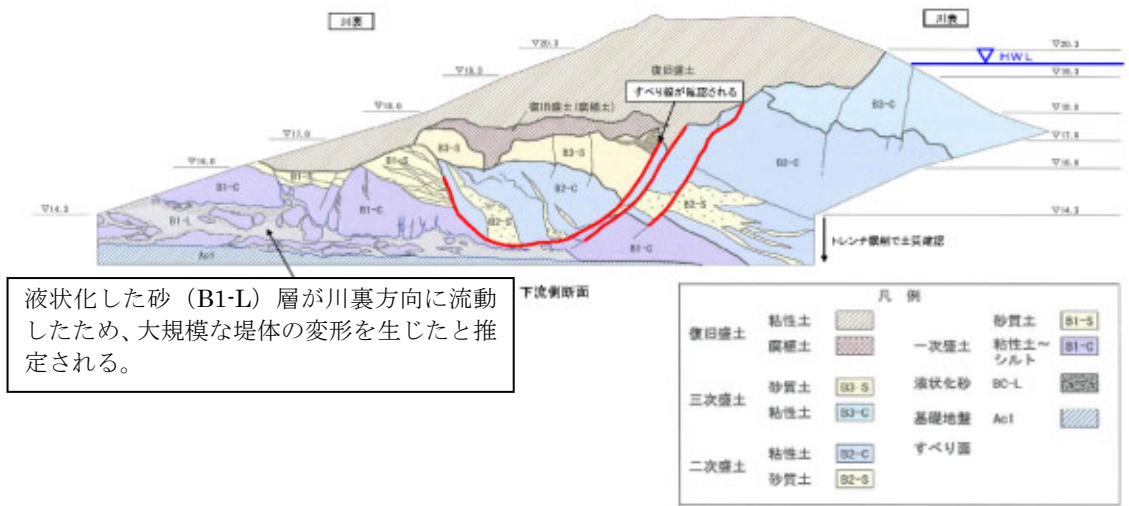 川裏
川表
▽20.3
▽20.3
HWL
▽19.3
▽19.3
復旧盛土
すべり線が確認される
▽18.0
復旧盛土(腐植土)
▽18.0
▽17.0
B3-C
▽17.0
B3-S
B3-S
B1-S
B2-C
▽16.0
B1-S
▽16.0
B1-C
B2-C
B1-C
B2-S
▽14.3
B2-S
▽14.3
B1-L
B1-C
トレンチ掘削で土質確認
Ac1
液状化した砂(B1-L)層が川裏方向に流動
したため、大規模な堤体の変形を生じたと推
定される。
下流側断面
凡 例
復旧盛土 粘性土
腐植土
三次盛土 砂質土 B3-S
粘性土 B3-C
二次盛土 粘性土 B2-C
砂質土 B2-S
一次盛土 砂質土 B1-S
粘性土~
シルト B1-C
液状化砂 BC-L
基礎地盤 Ac1
すべり面